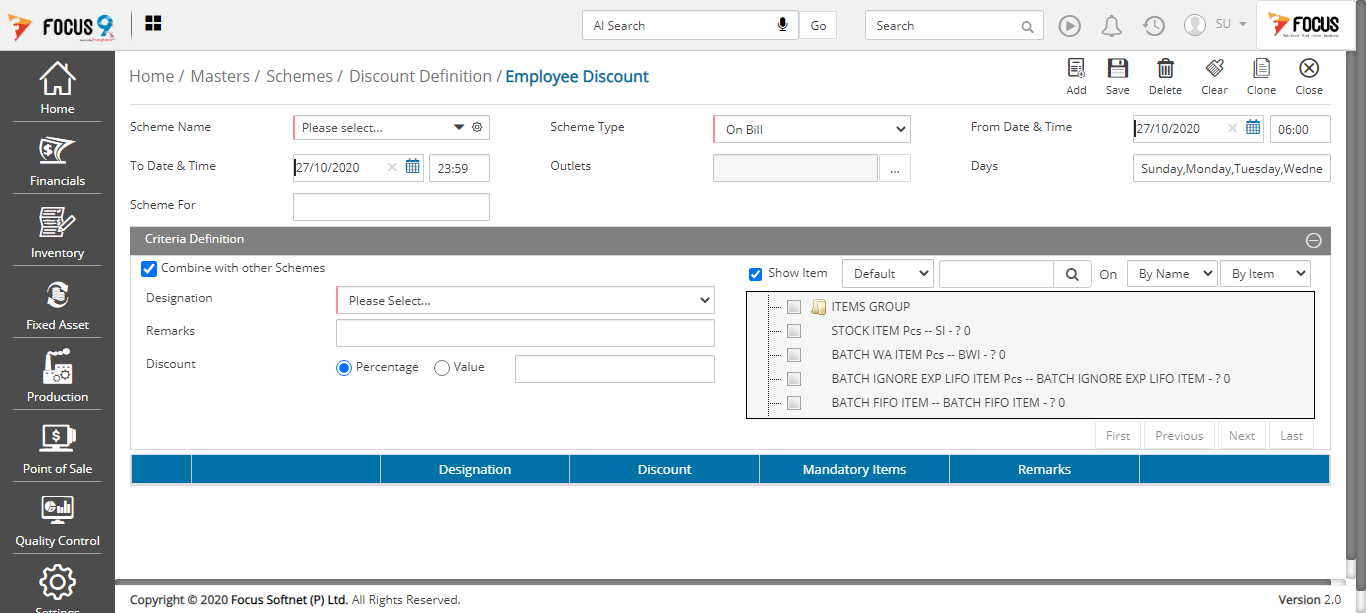 FOCUS 9
AI Search
Go
Search
SU
FOCUS
Home / Masters / Schemes / Discount Definition / Employee Discount
Add Save Delete Clear Clone Close
Home
Financials
Inventory
Fixed Asset
Production
Point of Sale
Quality Control
Settings
Scheme Name Please select... Scheme Type On Bill From Date & Time 27/10/2020 06:00
To Date & Time 27/10/2020 23:59 Outlets ... Days Sunday,Monday,Tuesday,Wedne
Scheme For
Criteria Definition
Combine with other Schemes
Show Item Default On By Name By Item
Designation Please Select...
Remarks
Discount Percentage Value
ITEMS GROUP
STOCK ITEM Pcs -- SI - ? 0
BATCH WA ITEM Pcs -- BWI - ? 0
BATCH IGNORE EXP LIFO ITEM Pcs -- BATCH IGNORE EXP LIFO ITEM - ? 0
BATCH FIFO ITEM -- BATCH FIFO ITEM - ? 0
First Previous Next Last
Designation Discount Mandatory Items Remarks
Copyright © 2020 Focus Softnet (P) Ltd. All Rights Reserved.
Version 2.0